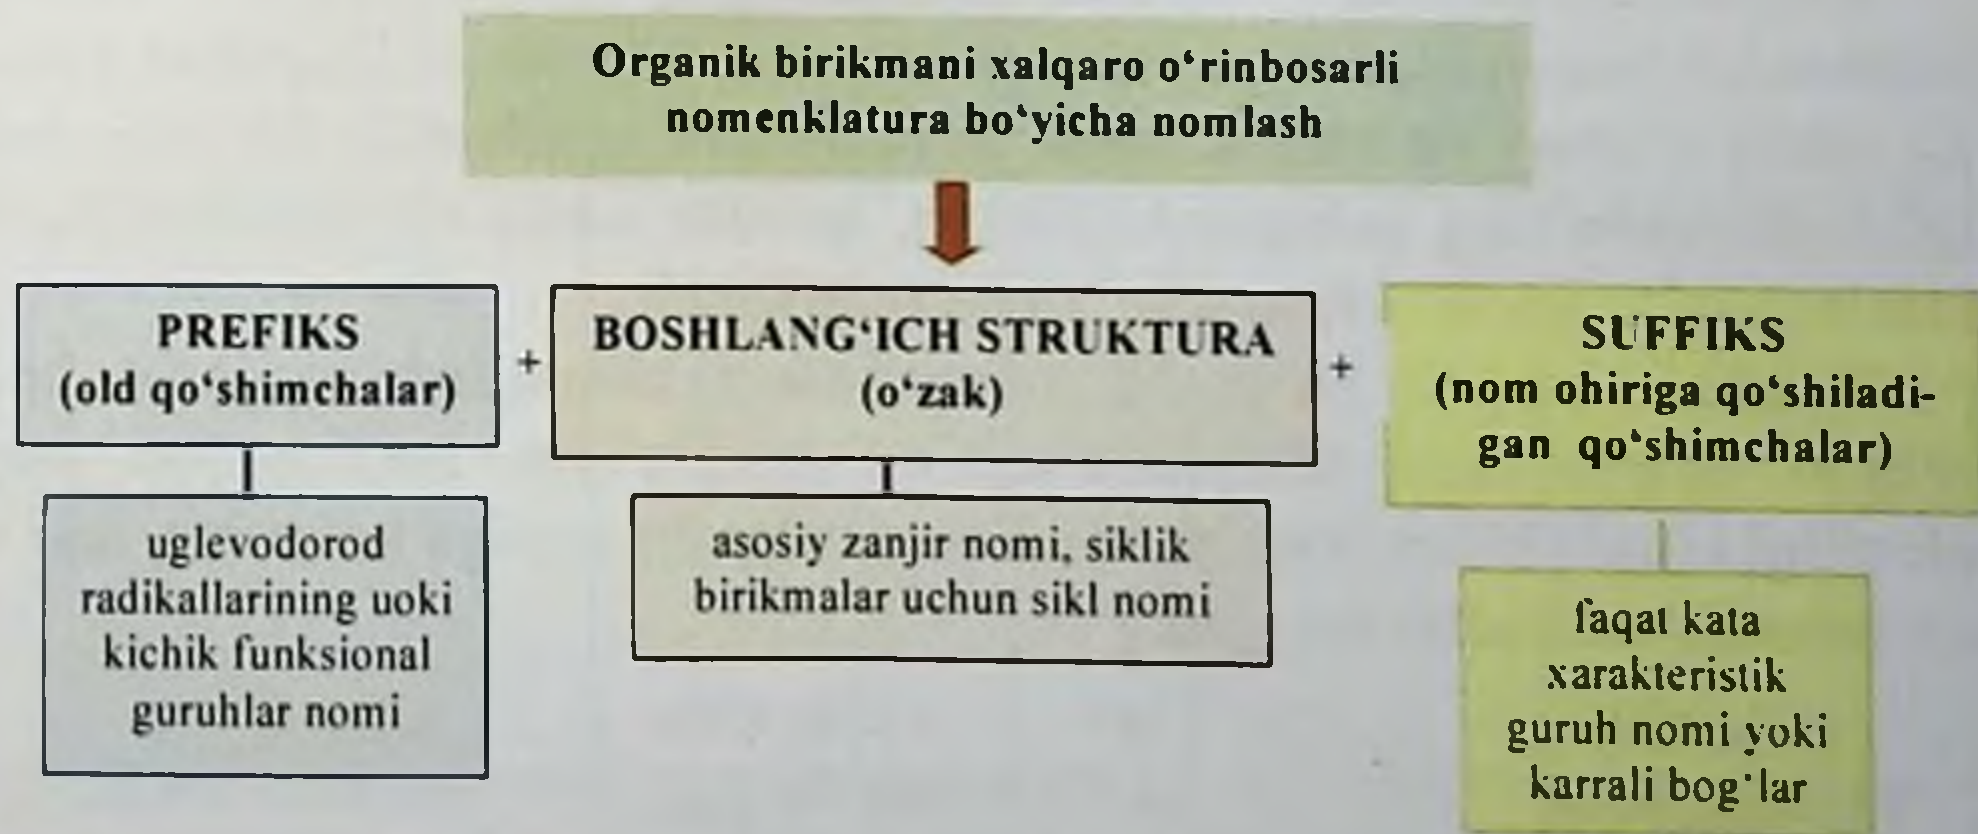 Organik birikmani xalqaro o‘rinbosarli
nomenklatura bo‘yicha nomlash
PREFIKS
(old qo‘shimchalar)
+
BOSHLANG‘ICH STRUKTURA
(o‘zak)
+
SUFFIKS
(nom ohiriga qo‘shiladi-
gan qo‘shimchalar)
uglevodorod
radikallarining uoki
kichik funksional
guruhlar nomi
asosiy zanjir nomi, siklik
birikmalar uchun sikl nomi
faqat kata
xarakteristik
guruh nomi yoki
karrali bog‘lar